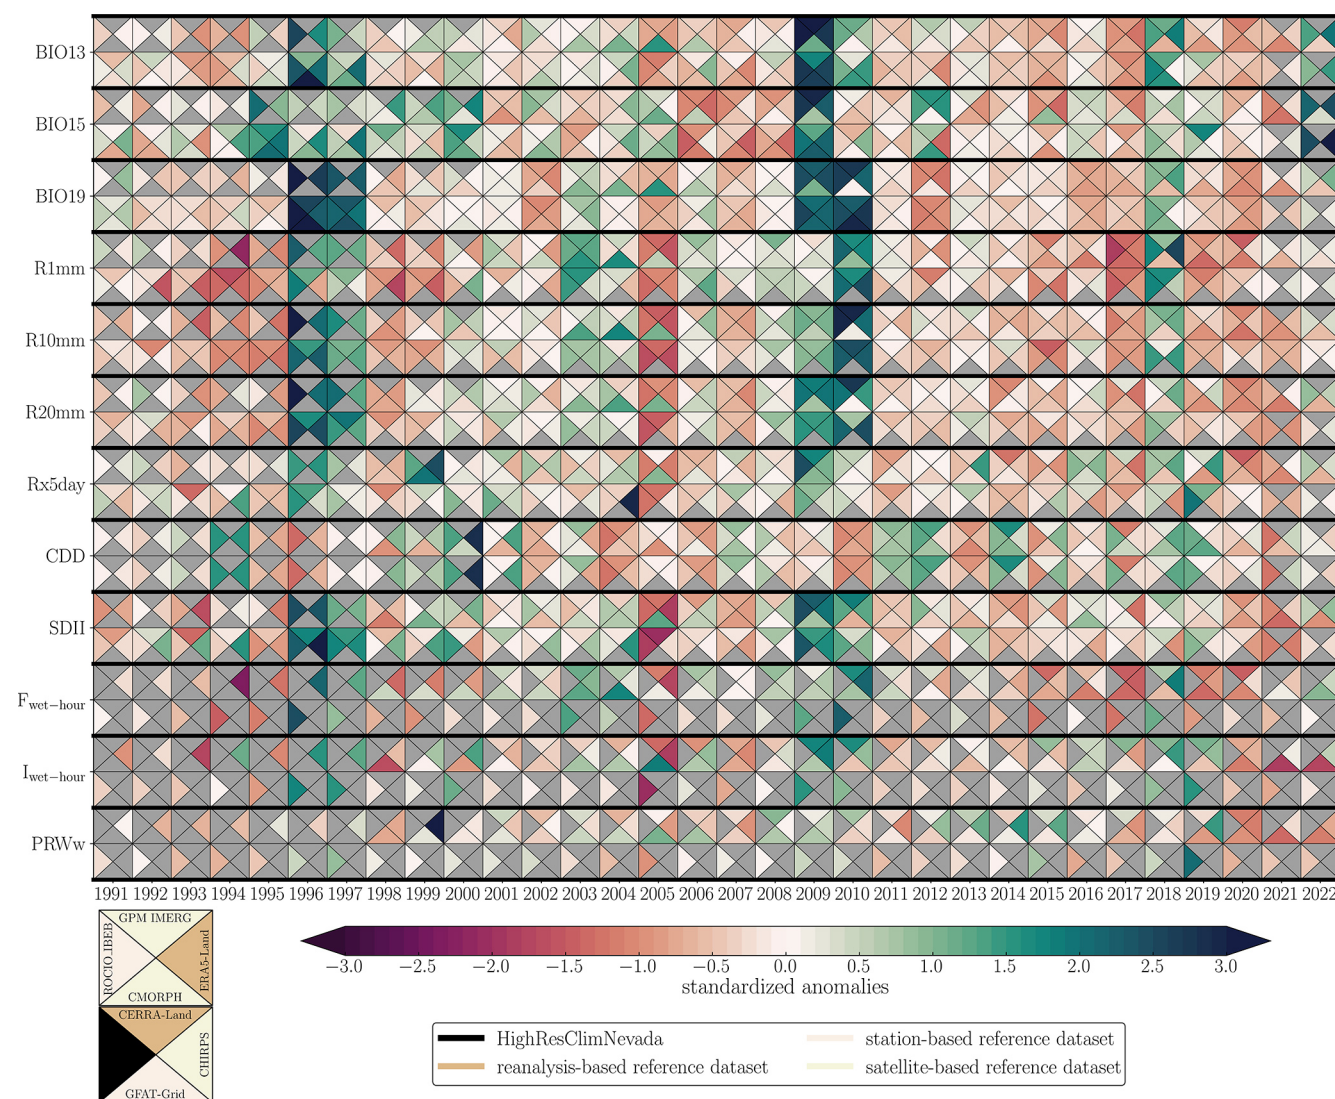 BIO13
BIO15
BIO19
R1mm
R10mm
R20mm
Rx5day
CDD
SDII
Fwet−hour
Iwet−hour
PRWw
1991 1992 1993 1994 1995 1996 1997 1998 1999 2000 2001 2002 2003 2004 2005 2006 2007 2008 2009 2010 2011 2012 2013 2014 2015 2016 2017 2018 2019 2020 2021 2022
GPM IMERG
ROCIO_IBEB
ERA5-Land
CMORPH
CERRA-Land
CHIRPS
GFAT-Grid
−3.0 −2.5 −2.0 −1.5 −1.0 −0.5 0.0 0.5 1.0 1.5 2.0 2.5 3.0
standardized anomalies
HighResClimNevada
station-based reference dataset
reanalysis-based reference dataset
satellite-based reference dataset